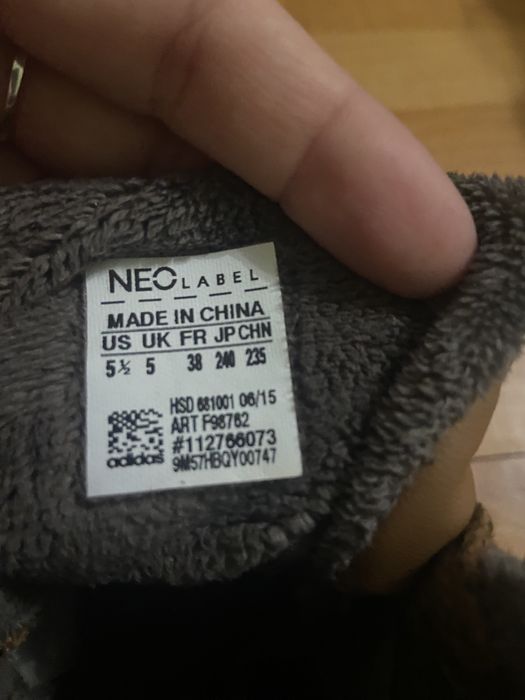 NEO LABEL
MADE IN CHINA
US UK FR JP CHN
5½ 5 38 240 235
HSD 681001 06/15
ART F98762
#112766073
adidas 9M57HBQY00747